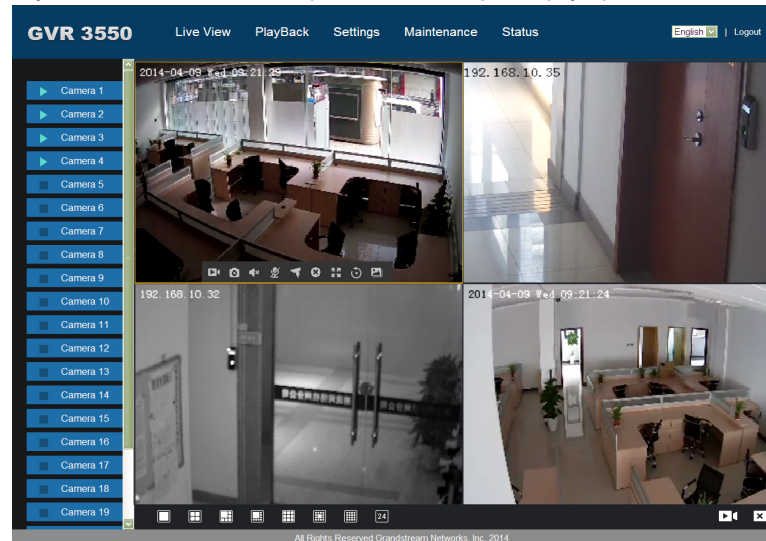 GVR 3550 Live View PlayBack Settings Maintenance Status English | Logout
Camera 1
Camera 2
Camera 3
Camera 4
Camera 5
Camera 6
Camera 7
Camera 8
Camera 9
Camera 10
Camera 11
Camera 12
Camera 13
Camera 14
Camera 15
Camera 16
Camera 17
Camera 18
Camera 19
2014-04-09 Wed 09:21:29
192.168.10.35
192.168.10.32
2014-04-09 Wed 09:21:24
24
All Rights Reserved Grandstream Networks, Inc. 2014